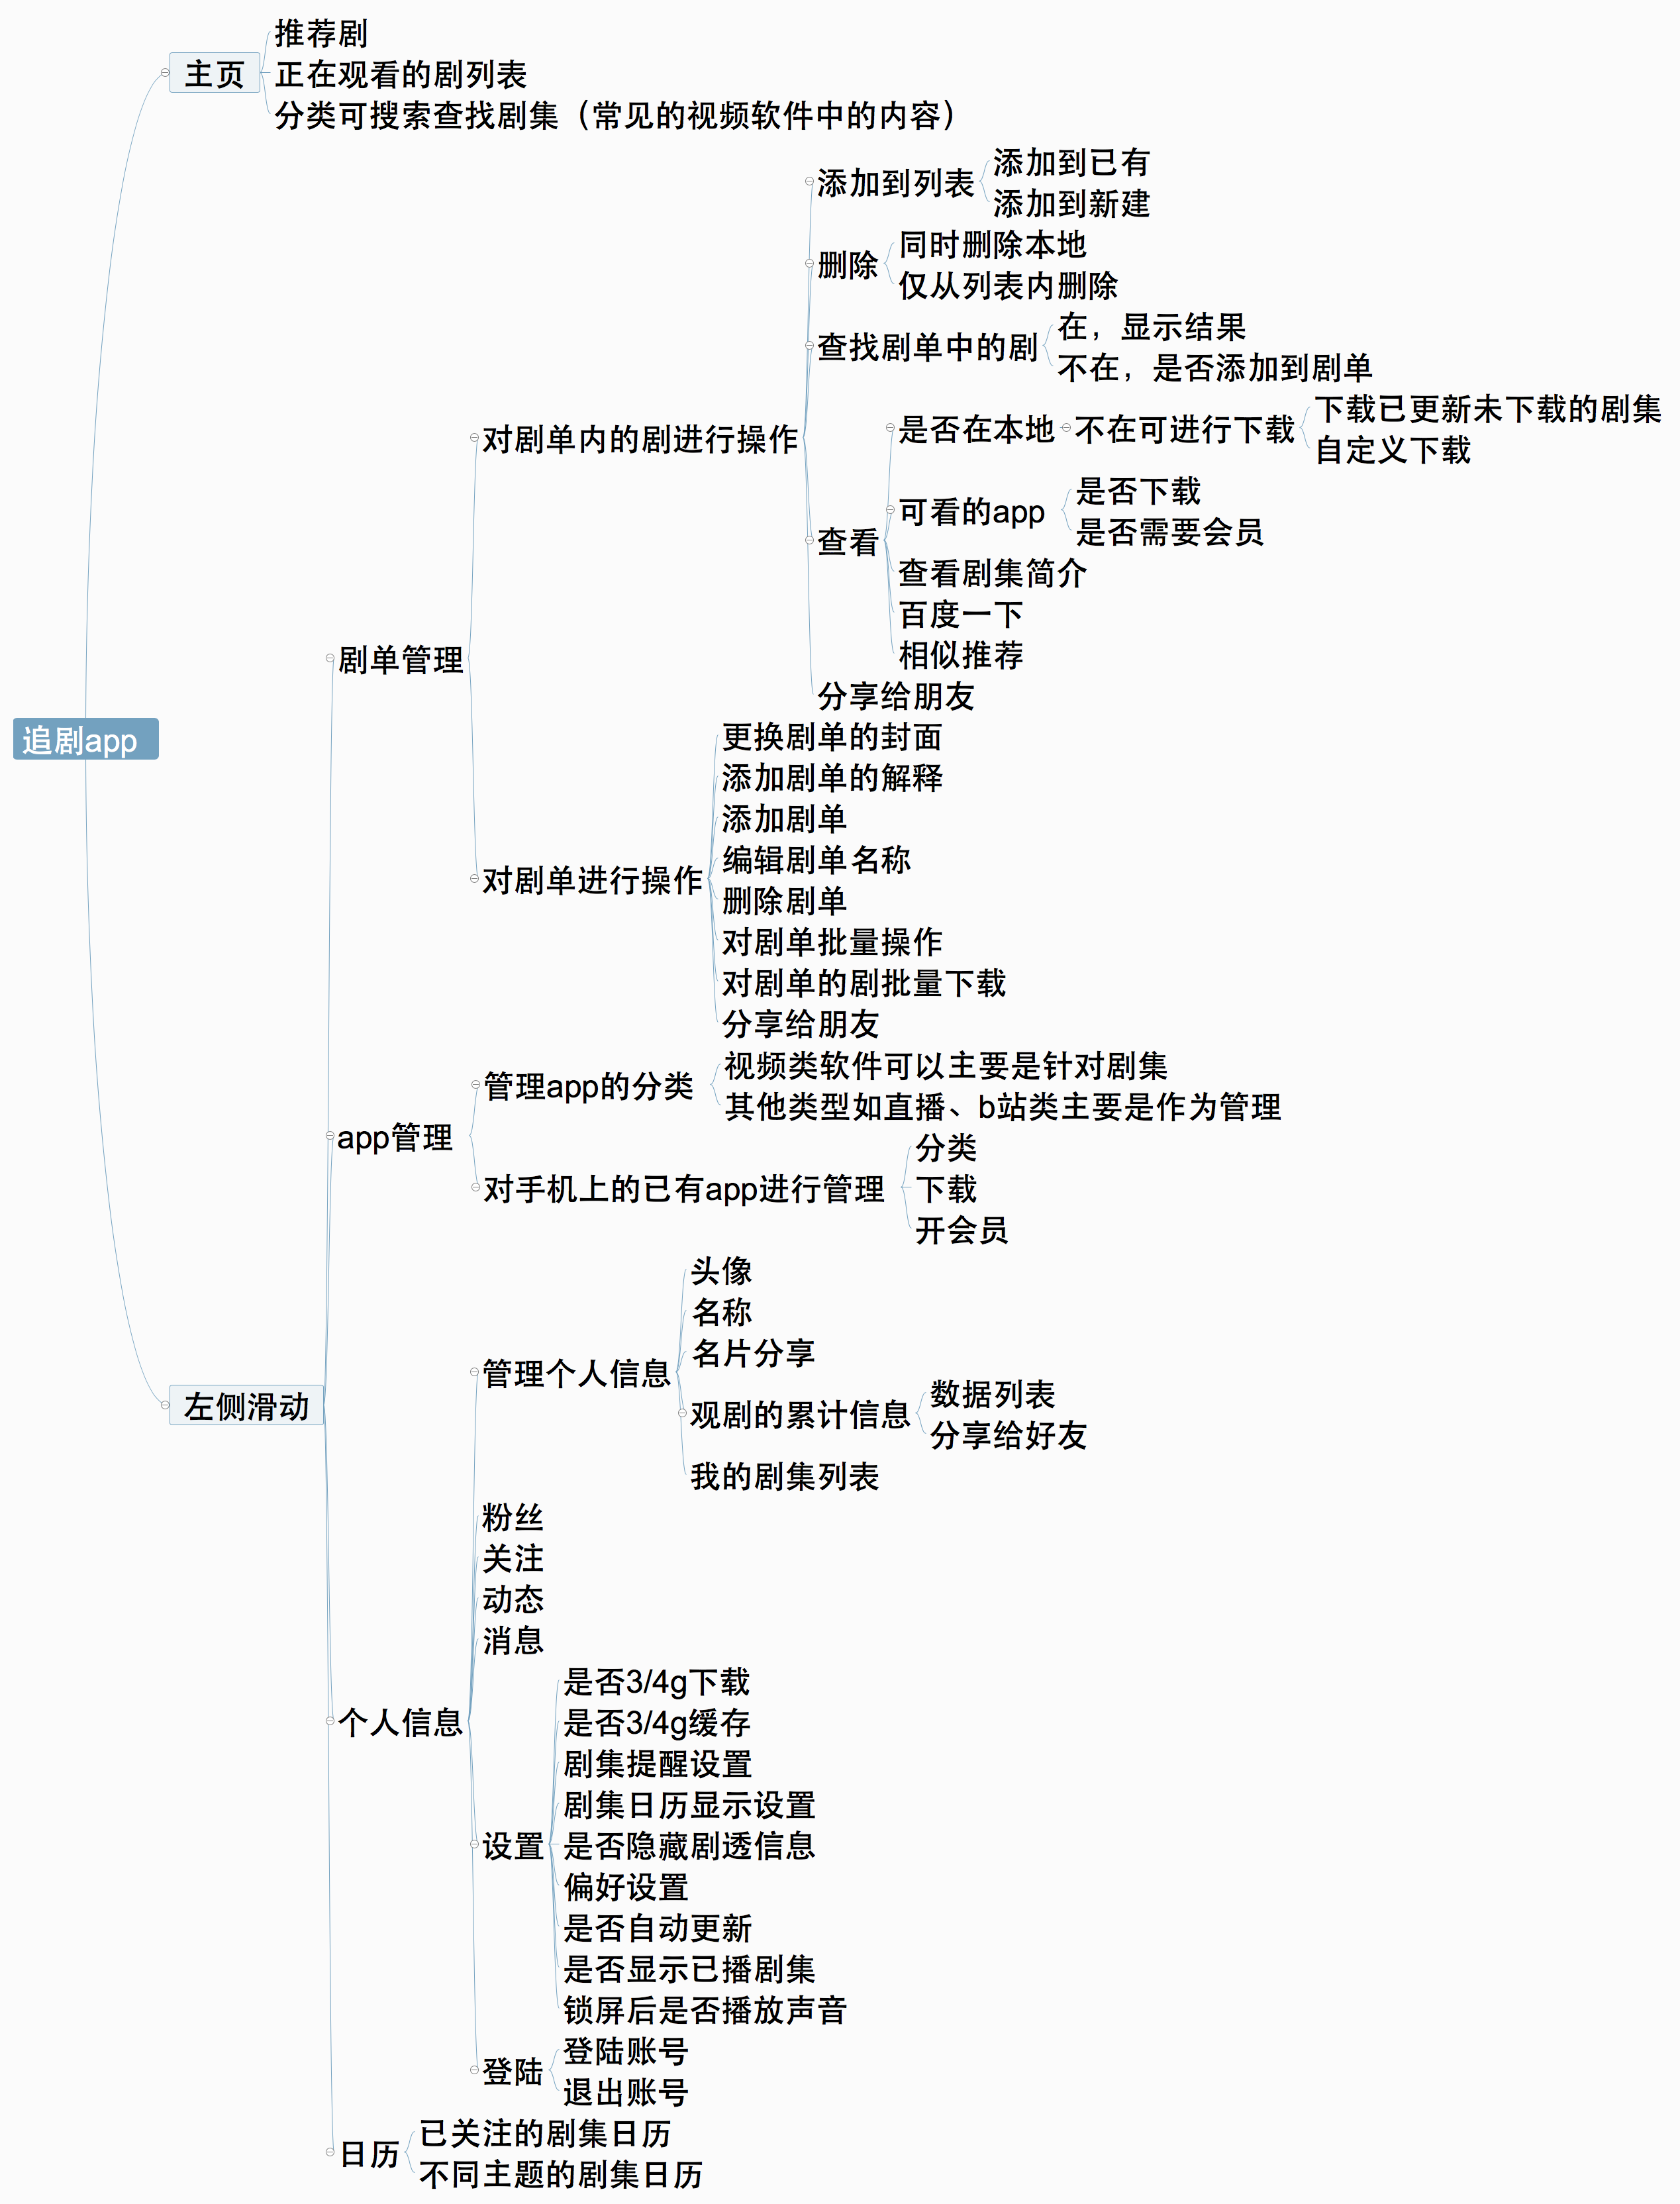 推荐剧
主页
正在观看的剧列表
分类可搜索查找剧集（常见的视频软件中的内容）
添加到已有
添加到列表
添加到新建
同时删除本地
删除
仅从列表内删除
在，显示结果
查找剧单中的剧
不在，是否添加到剧单
下载已更新未下载的剧集
对剧单内的剧进行操作
是否在本地
不在可进行下载
自定义下载
是否下载
可看的app
是否需要会员
查看
查看剧集简介
百度一下
相似推荐
剧单管理
分享给朋友
追剧app
更换剧单的封面
添加剧单的解释
添加剧单
编辑剧单名称
对剧单进行操作
删除剧单
对剧单批量操作
对剧单的剧批量下载
分享给朋友
视频类软件可以主要是针对剧集
管理app的分类
其他类型如直播、b站类主要是作为管理
app管理
分类
对手机上的已有app进行管理
下载
开会员
头像
名称
名片分享
管理个人信息
数据列表
左侧滑动
观剧的累计信息
分享给好友
我的剧集列表
粉丝
关注
动态
消息
是否3/4g下载
个人信息
是否3/4g缓存
剧集提醒设置
剧集日历显示设置
设置
是否隐藏剧透信息
偏好设置
是否自动更新
是否显示已播剧集
锁屏后是否播放声音
登陆账号
登陆
退出账号
已关注的剧集日历
日历
不同主题的剧集日历